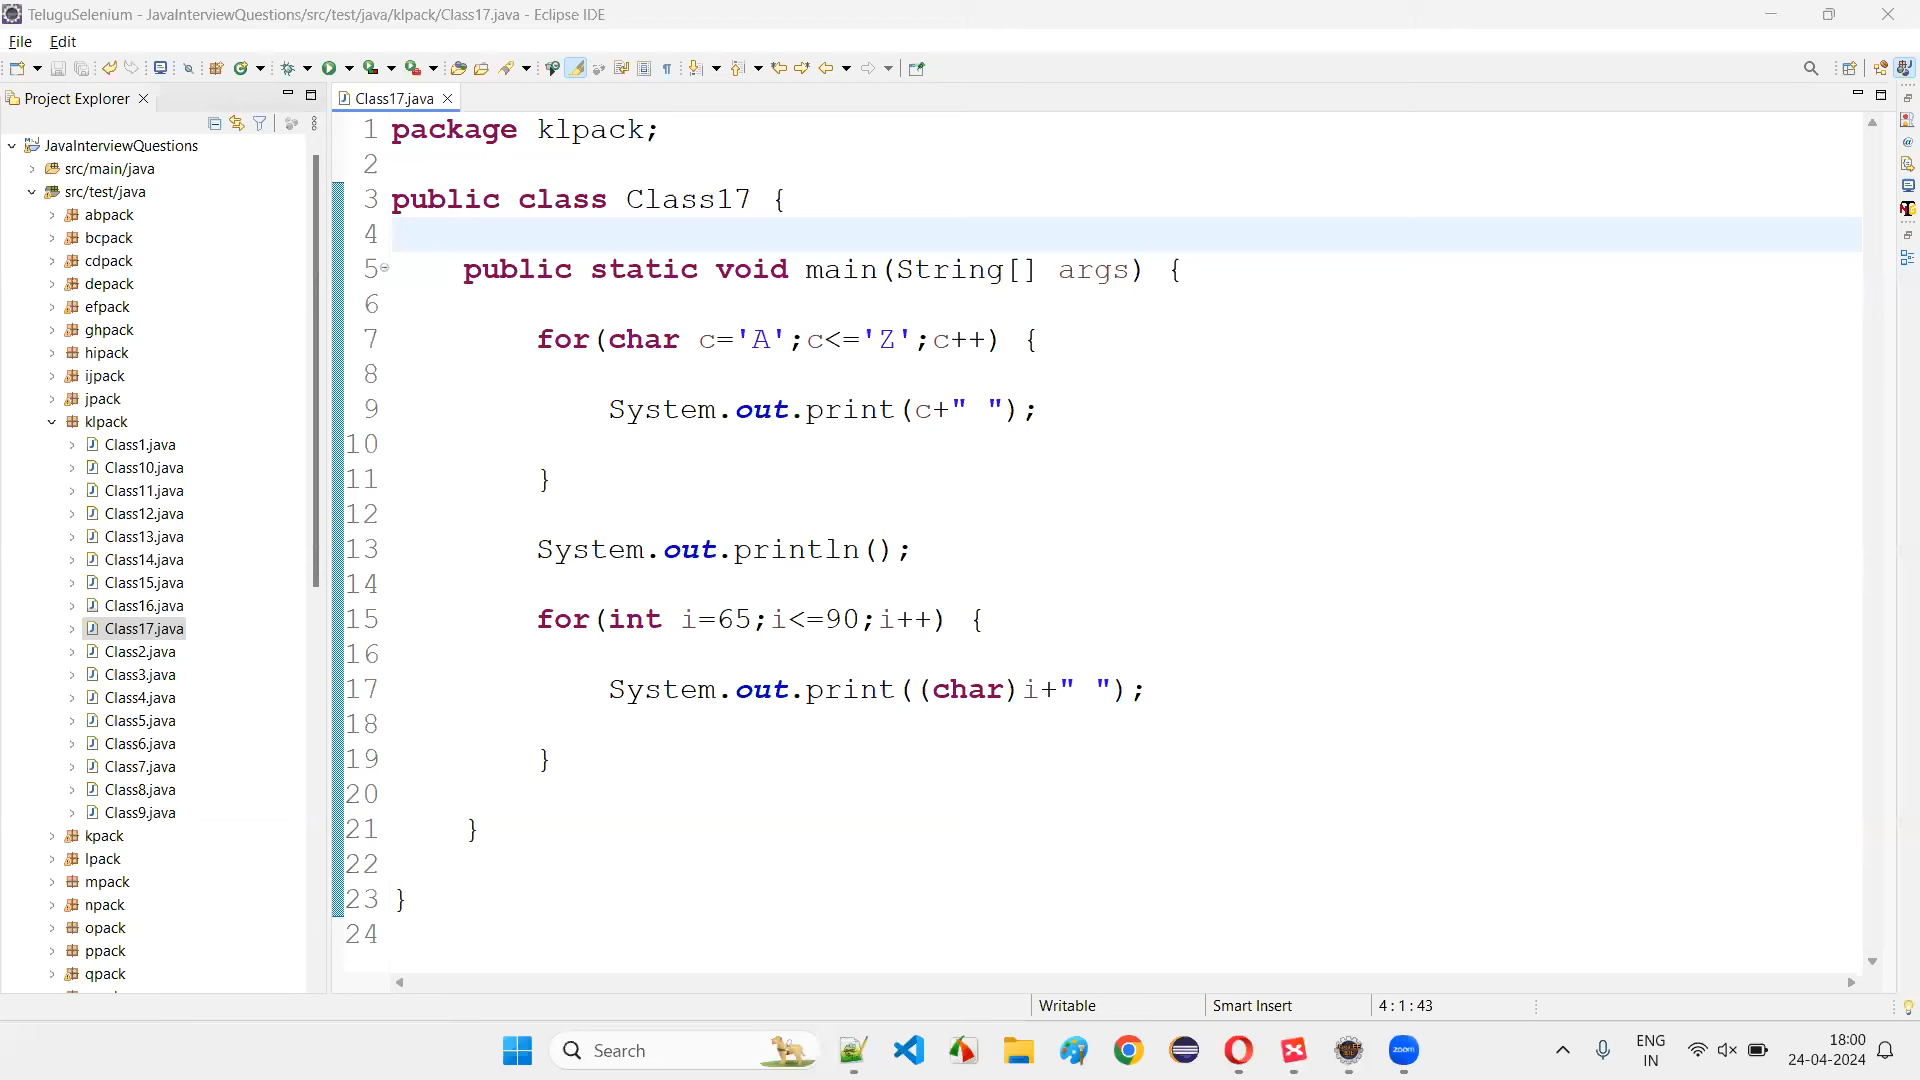 TeluguSelenium - JavaInterviewQuestions/src/test/java/klpack/Class17.java - Eclipse IDE
File Edit
Project Explorer
JavaInterviewQuestions
src/main/java
src/test/java
abpack
bcpack
cdpack
depack
efpack
ghpack
hipack
ijpack
jpack
klpack
Class1.java
Class10.java
Class11.java
Class12.java
Class13.java
Class14.java
Class15.java
Class16.java
Class17.java
Class2.java
Class3.java
Class4.java
Class5.java
Class6.java
Class7.java
Class8.java
Class9.java
kpack
lpack
mpack
npack
opack
ppack
qpack
Class17.java
1 package klpack;
2
3 public class Class17 {
4
5 public static void main(String[] args) {
6
7 for(char c='A';c<='Z';c++) {
8
9 System.out.print(c+" ");
10
11 }
12
13 System.out.println();
14
15 for(int i=65;i<=90;i++) {
16
17 System.out.print((char)i+" ");
18
19 }
20
21 }
22
23 }
24
Writable Smart Insert 4 : 1 : 43
Search
zoom
ENG
IN
18:00
24-04-2024